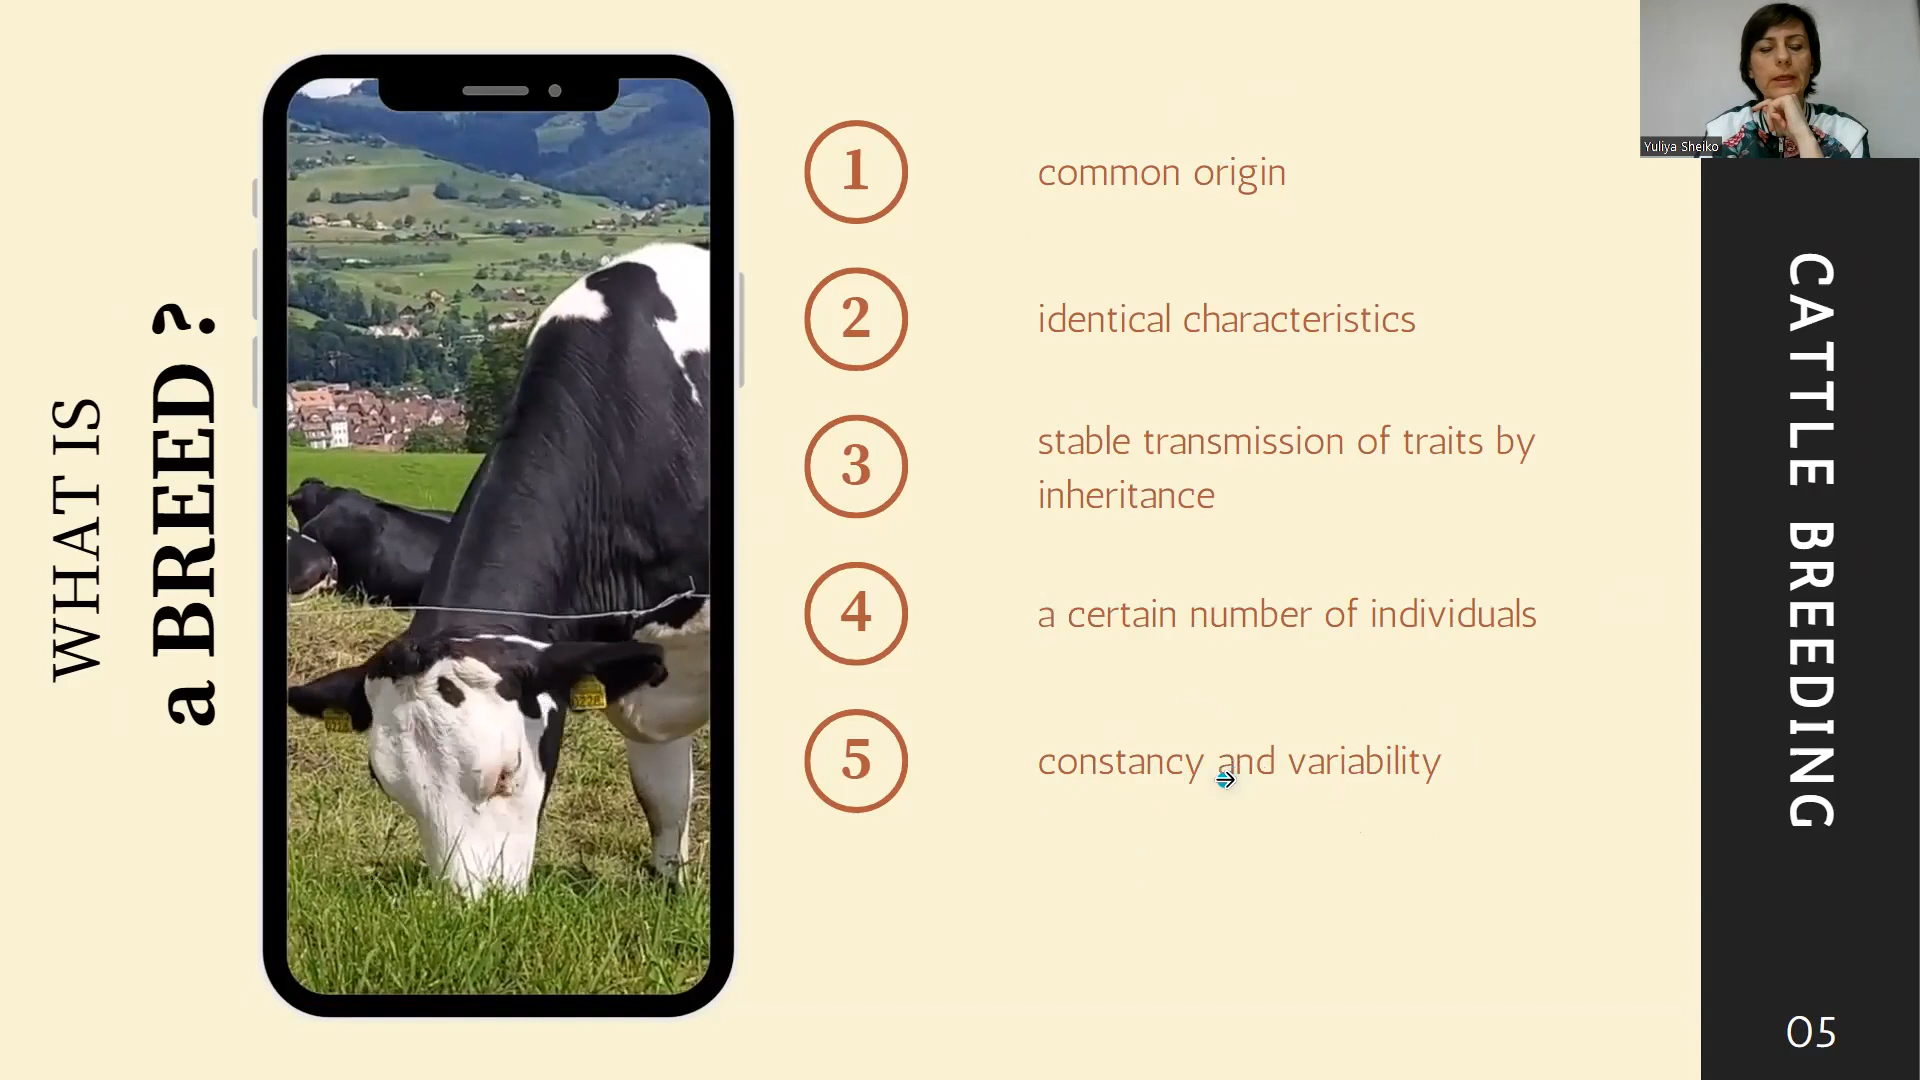 WHAT IS
a BREED ?
1
common origin
2
identical characteristics
3
stable transmission of traits by
inheritance
4
a certain number of individuals
5
constancy and variability
Yuliya Sheiko
CATTLE BREEDING
05